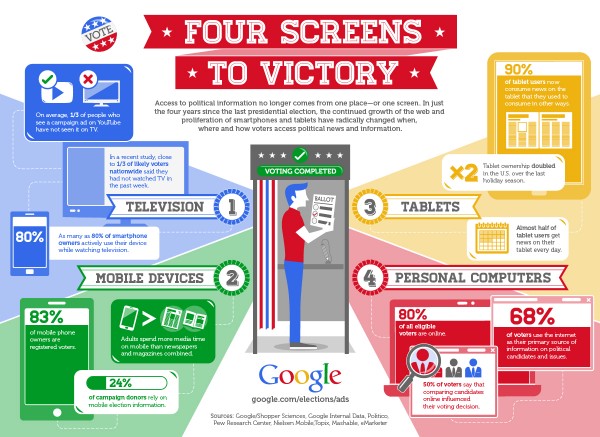 VOTE
FOUR SCREENS
TO VICTORY
Access to political information no longer comes from one place—or one screen. In just
the four years since the last presidential election, the continued growth of the web and
proliferation of smartphones and tablets have radically changed when,
where and how voters access political news and information.
On average, 1/3 of people who
see a campaign ad on YouTube
have not seen it on TV.
In a recent study, close
to 1/3 of likely voters
nationwide said they
had not watched TV in
the past week.
TELEVISION 1
80%
As many as 80% of smartphone
owners actively use their device
while watching television.
MOBILE DEVICES 2
83%
of mobile phone
owners are
registered voters.
Adults spend more media time
on mobile than newspapers
and magazines combined.
24%
of campaign donors rely on
mobile election information.
VOTING COMPLETED
BALLOT
90%
of tablet users now
consume news on the
tablet that they used to
consume in other ways.
×2
Tablet ownership doubled
in the U.S. over the last
holiday season.
3 TABLETS
Almost half of
tablet users get
news on their
tablet every day.
4 PERSONAL COMPUTERS
80%
of all eligible
voters are online.
68%
of voters use the internet
as their primary source of
information on political
candidates and issues.
50% of voters say that
comparing candidates
online influenced
their voting decision.
Google
google.com/elections/ads
Sources: Google/Shopper Sciences, Google Internal Data, Politico,
Pew Research Center, Nielsen, MobileTopix, Mashable, eMarketer